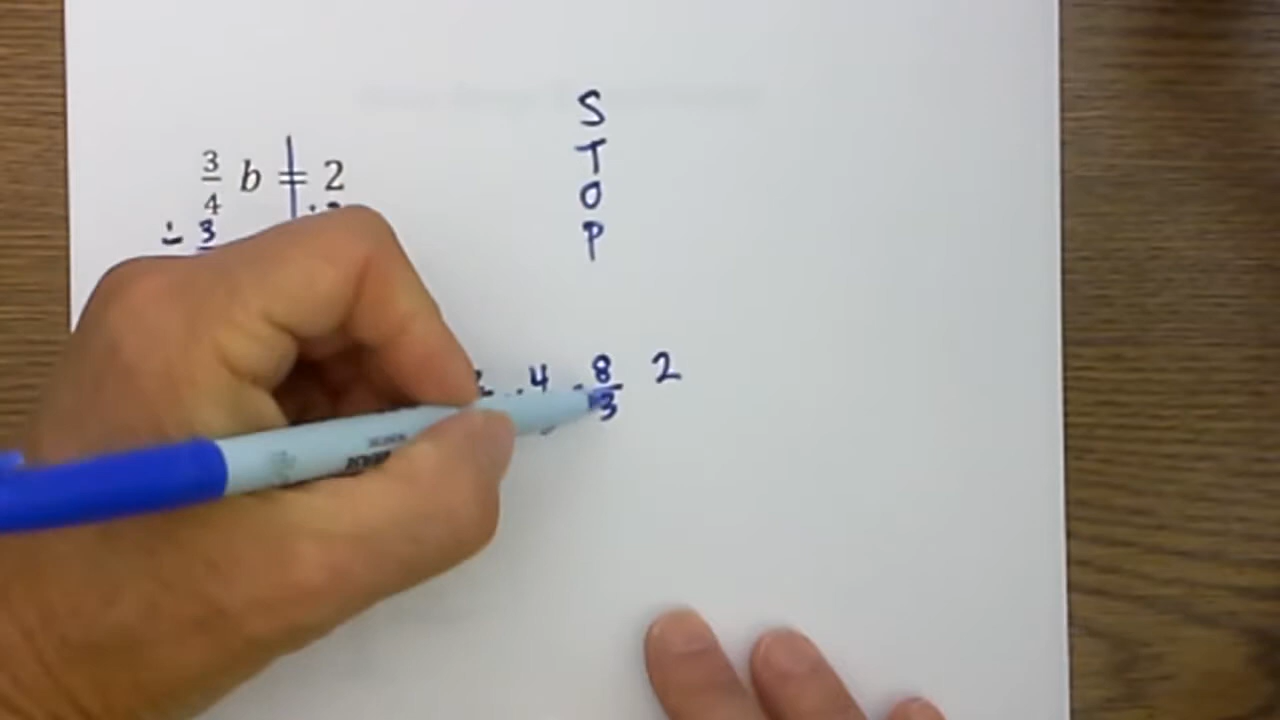 S
T
O
P
3/4 b = 2
÷ 3
. 4 = 8/3 2